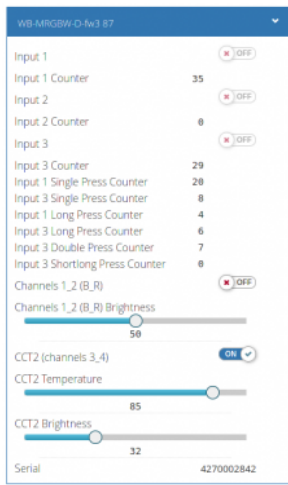 WB-MRGBW-D-fw3 87
Input 1 OFF
Input 1 Counter 35
Input 2 OFF
Input 2 Counter 0
Input 3 OFF
Input 3 Counter 29
Input 1 Single Press Counter 20
Input 3 Single Press Counter 8
Input 1 Long Press Counter 4
Input 3 Long Press Counter 6
Input 3 Double Press Counter 7
Input 3 Shortlong Press Counter 0
Channels 1_2 (B_R) OFF
Channels 1_2 (B_R) Brightness
50
CCT2 (channels 3_4) ON
CCT2 Temperature
85
CCT2 Brightness
32
Serial 4270002842